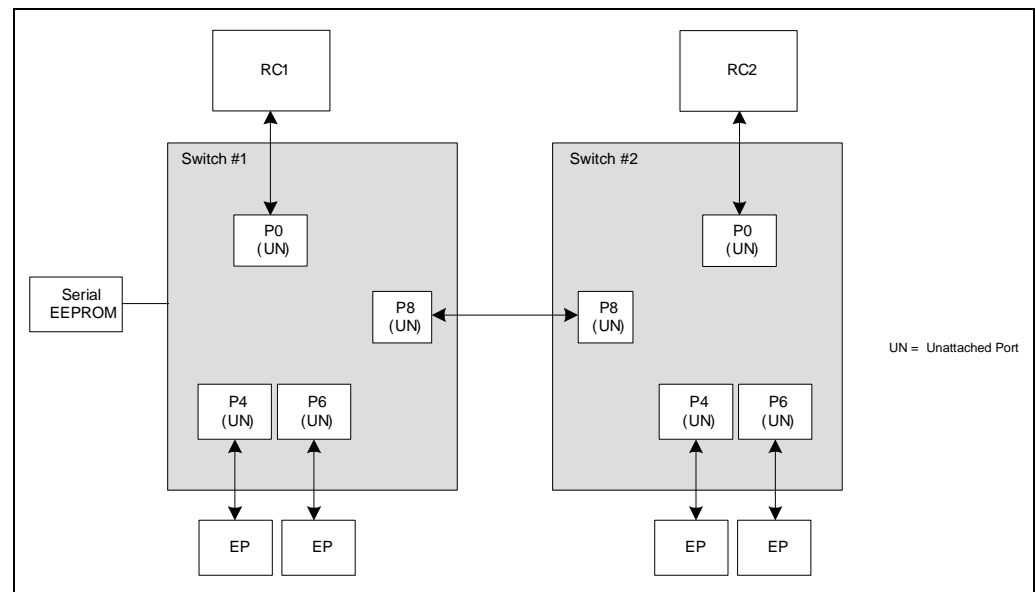 RC1
RC2
Switch #1
Switch #2
P0
(UN)
P0
(UN)
Serial
EEPROM
P8
(UN)
P8
(UN)
UN = Unattached Port
P4
(UN)
P6
(UN)
P4
(UN)
P6
(UN)
EP
EP
EP
EP